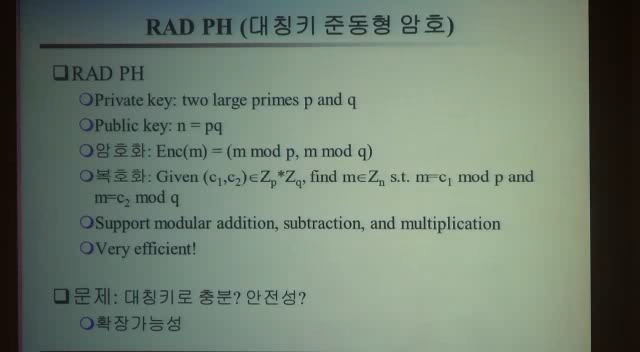 RAD PH (대칭키 준동형 암호)
❑RAD PH
❍Private key: two large primes p and q
❍Public key: n = pq
❍암호화: Enc(m) = (m mod p, m mod q)
❍복호화: Given (c₁,c₂)∈Zₚ*Z_q, find m∈Zₙ s.t. m=c₁ mod p and
m=c₂ mod q
❍Support modular addition, subtraction, and multiplication
❍Very efficient!
❑문제: 대칭키로 충분? 안전성?
❍확장가능성